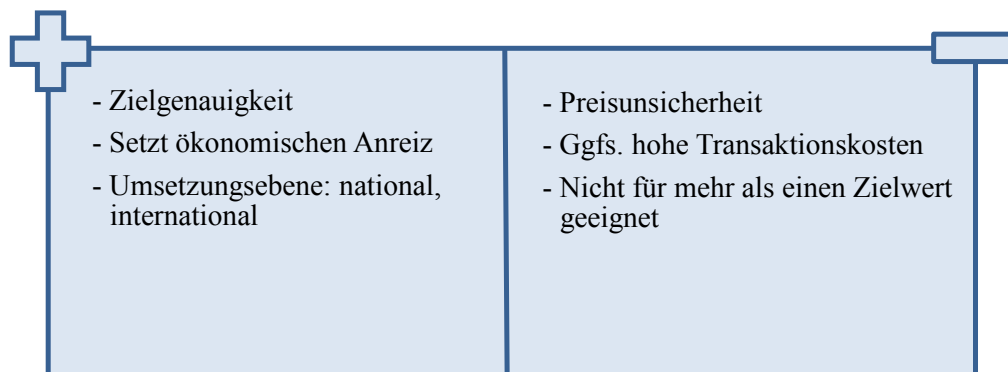 - Zielgenauigkeit
- Setzt ökonomischen Anreiz
- Umsetzungsebene: national,
international
- Preisunsicherheit
- Ggfs. hohe Transaktionskosten
- Nicht für mehr als einen Zielwert
geeignet